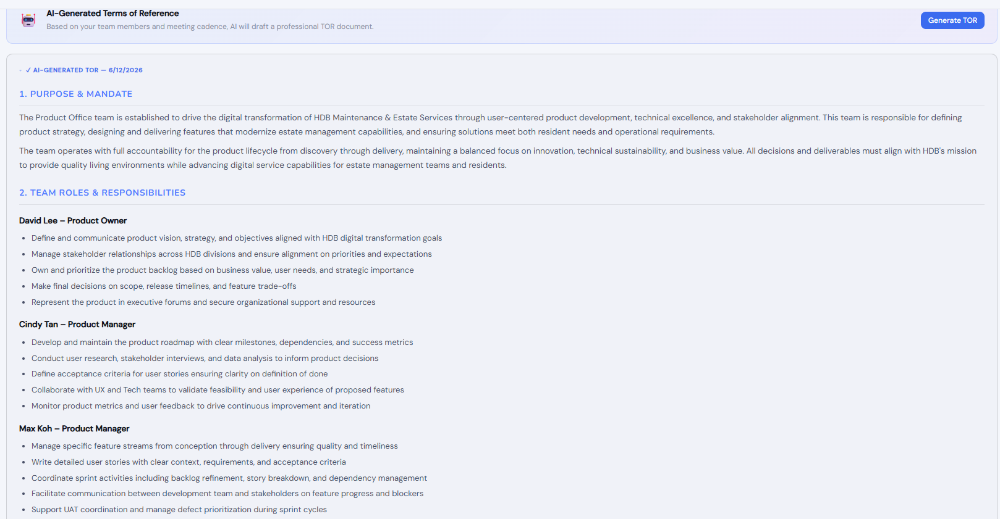 AI-Generated Terms of Reference
Based on your team members and meeting cadence, AI will draft a professional TOR document.
Generate TOR
- ✓ AI-GENERATED TOR — 6/12/2026
1. PURPOSE & MANDATE
The Product Office team is established to drive the digital transformation of HDB Maintenance & Estate Services through user-centered product development, technical excellence, and stakeholder alignment. This team is responsible for defining
product strategy, designing and delivering features that modernize estate management capabilities, and ensuring solutions meet both resident needs and operational requirements.
The team operates with full accountability for the product lifecycle from discovery through delivery, maintaining a balanced focus on innovation, technical sustainability, and business value. All decisions and deliverables must align with HDB's mission
to provide quality living environments while advancing digital service capabilities for estate management teams and residents.
2. TEAM ROLES & RESPONSIBILITIES
David Lee – Product Owner
• Define and communicate product vision, strategy, and objectives aligned with HDB digital transformation goals
• Manage stakeholder relationships across HDB divisions and ensure alignment on priorities and expectations
• Own and prioritize the product backlog based on business value, user needs, and strategic importance
• Make final decisions on scope, release timelines, and feature trade-offs
• Represent the product in executive forums and secure organizational support and resources
Cindy Tan – Product Manager
• Develop and maintain the product roadmap with clear milestones, dependencies, and success metrics
• Conduct user research, stakeholder interviews, and data analysis to inform product decisions
• Define acceptance criteria for user stories ensuring clarity on definition of done
• Collaborate with UX and Tech teams to validate feasibility and user experience of proposed features
• Monitor product metrics and user feedback to drive continuous improvement and iteration
Max Koh – Product Manager
• Manage specific feature streams from conception through delivery ensuring quality and timeliness
• Write detailed user stories with clear context, requirements, and acceptance criteria
• Coordinate sprint activities including backlog refinement, story breakdown, and dependency management
• Facilitate communication between development team and stakeholders on feature progress and blockers
• Support UAT coordination and manage defect prioritization during sprint cycles